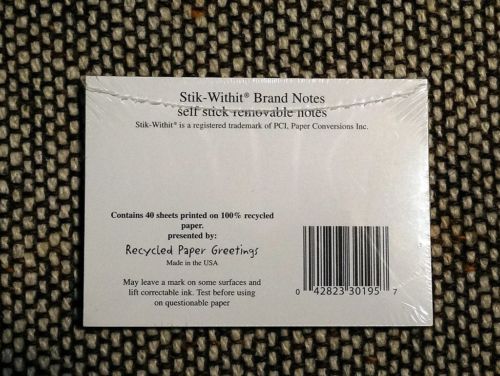 Stik-Withit® Brand Notes
self stick removable notes
Stik-Withit® is a registered trademark of PCI, Paper Conversions Inc.
Contains 40 sheets printed on 100% recycled
paper.
presented by:
Recycled Paper Greetings
Made in the USA
May leave a mark on some surfaces and
lift correctable ink. Test before using
on questionable paper
0 42823 30195 7